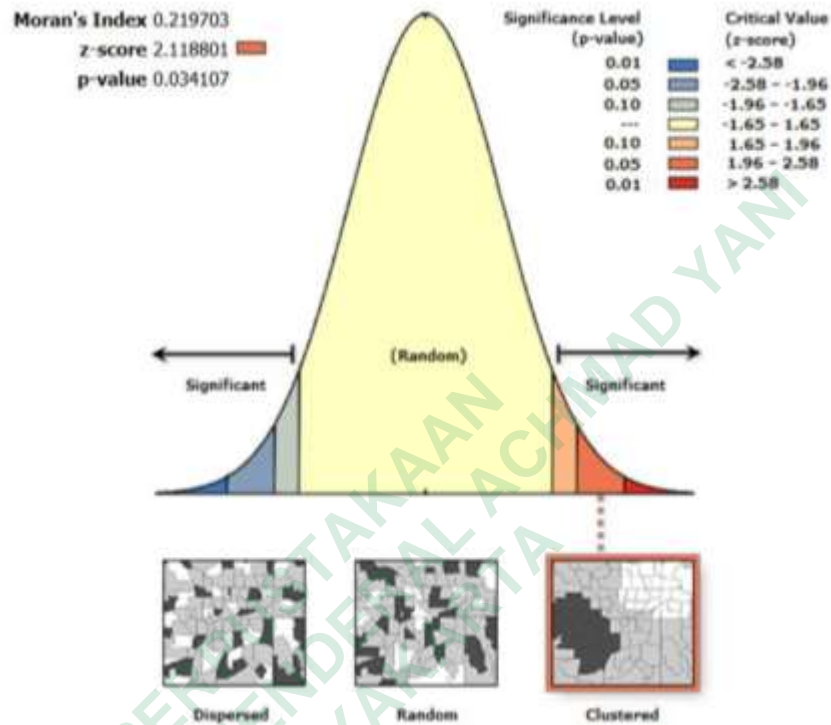 Moran's Index 0.219703
z-score 2.118801
p-value 0.034107
Significance Level
(p-value)
Critical Value
(z-score)
0.01 < -2.58
0.05 -2.58 – -1.96
0.10 -1.96 – -1.65
--- -1.65 – 1.65
0.10 1.65 – 1.96
0.05 1.96 – 2.58
0.01 > 2.58
(Random)
Significant
Significant
Dispersed
Random
Clustered
TAKAAN
ACHMAD YANI